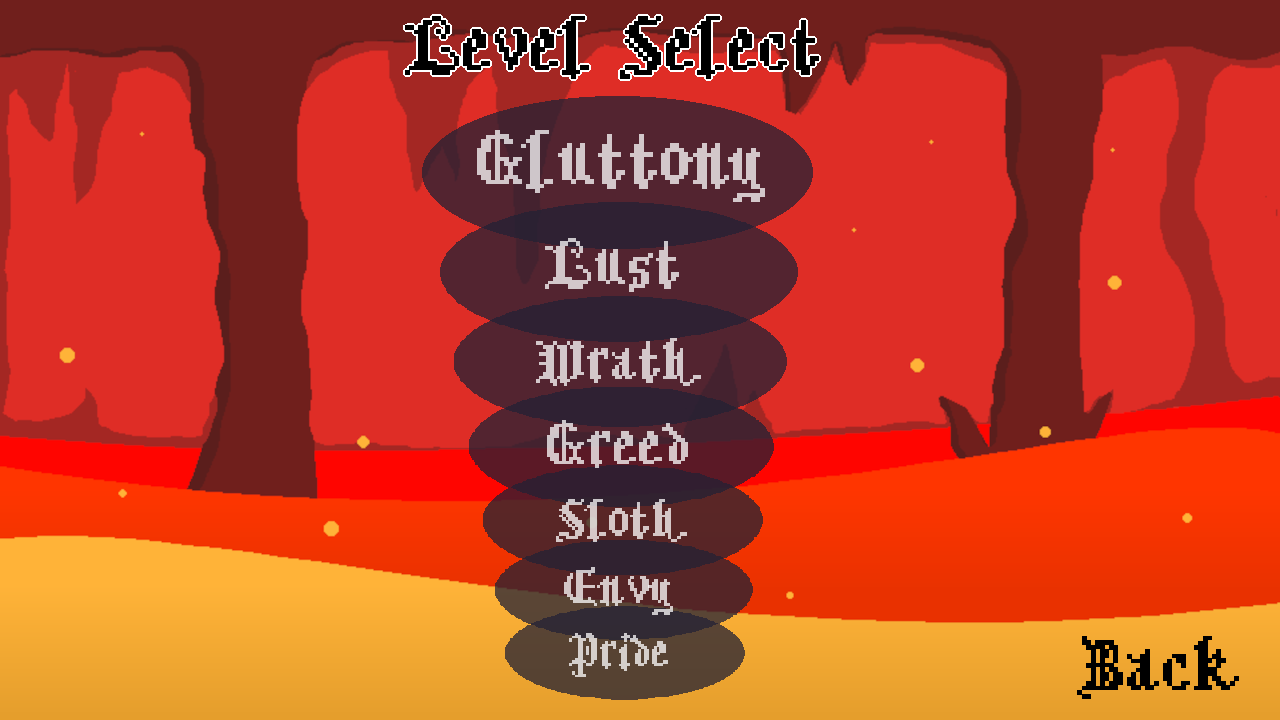 Level Select
Gluttony
Lust
Wrath
Greed
Sloth
Envy
Pride
Back